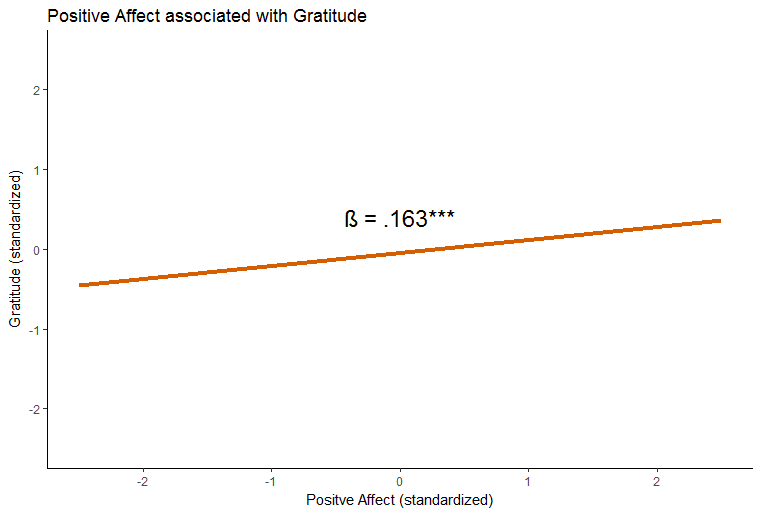 Positive Affect associated with Gratitude
2
1
0
-1
-2
Gratitude (standardized)
ß = .163***
-2
-1
0
1
2
Positve Affect (standardized)